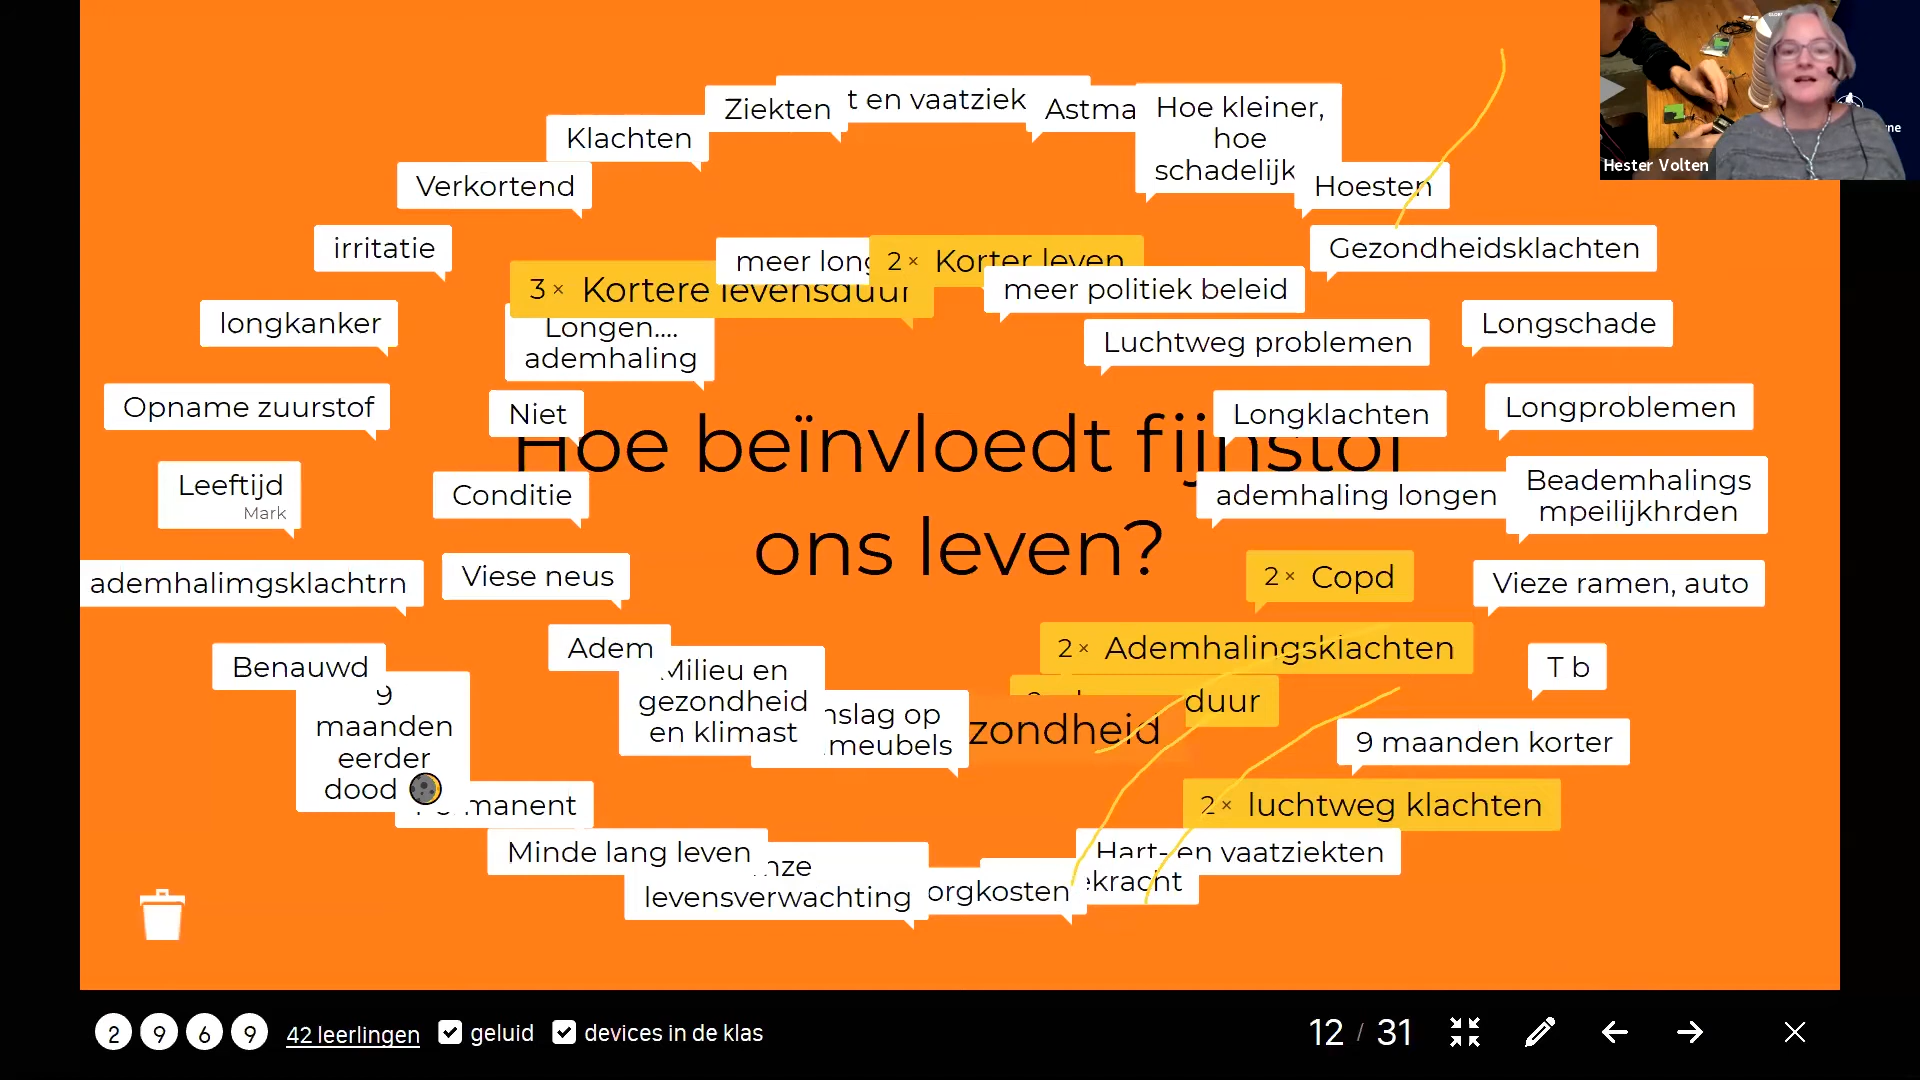 Ziekten
t en vaatziek
Astma
Hoe kleiner,
hoe
schadelijk
Klachten
Hoesten
Verkortend
irritatie
Gezondheidsklachten
meer long
2× Korter leven
3× Kortere levensduur
meer politiek beleid
longkanker
Longen....
ademhaling
Luchtweg problemen
Longschade
Opname zuurstof
Niet
Longklachten
Longproblemen
Hoe beïnvloedt fijnstof
ons leven?
Leeftijd
Mark
Conditie
ademhaling longen
Beademhalings
mpeilijkhrden
ademhalimgsklachtrn
Viese neus
2× Copd
Vieze ramen, auto
Benauwd
Adem
2× Ademhalingsklachten
T b
9
maanden
eerder
dood
Milieu en
gezondheid
en klimast
nslag op
meubels
duur
zondheid
9 maanden korter
manent
2× luchtweg klachten
Minde lang leven
nze
levensverwachting
orgkosten
Hart- en vaatziekten
ekracht
Hester Volten
ne
2 9 6 9 42 leerlingen geluid devices in de klas 12 / 31